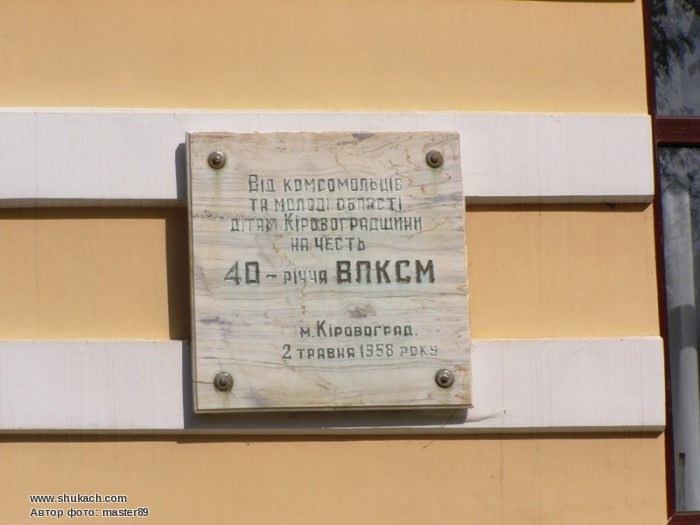 Від комсомольців
та молоді області
дітям Кіровоградщини
на честь
40 - річчя ВЛКСМ
м. Кіровоград.
2 травня 1958 року
www.shukach.com
Автор фото: master89